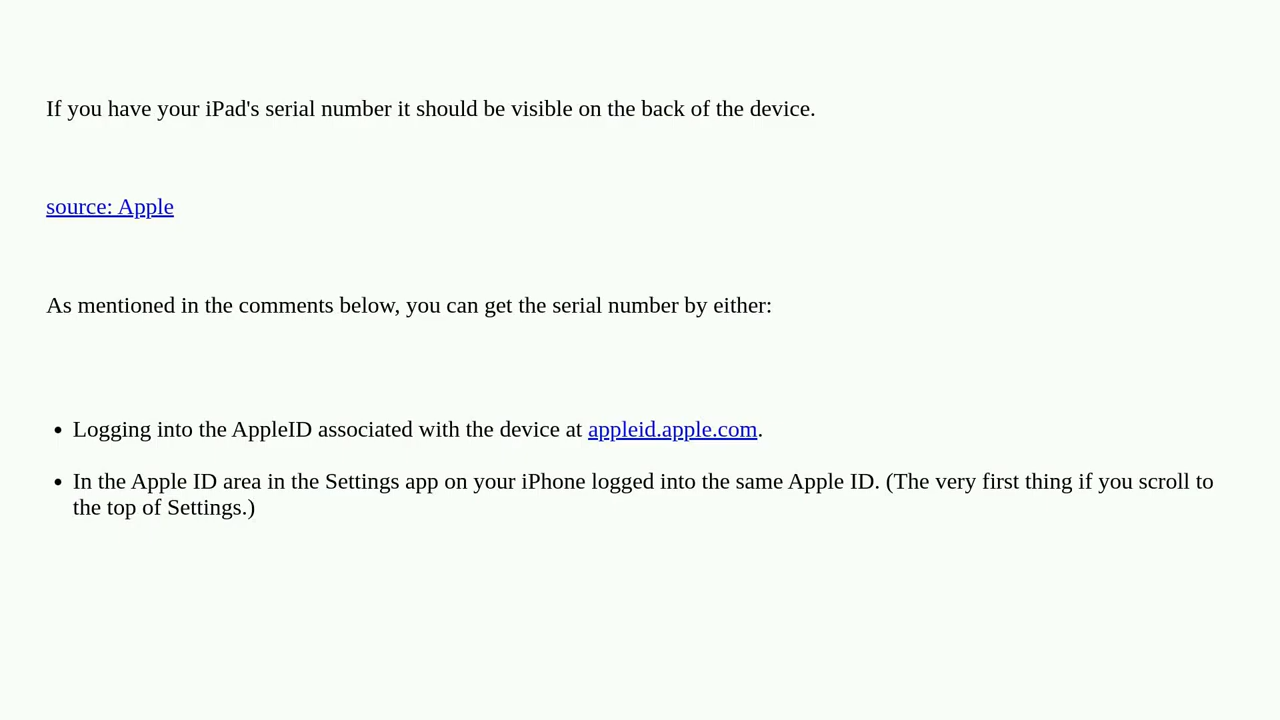 If you have your iPad's serial number it should be visible on the back of the device.
source: Apple
As mentioned in the comments below, you can get the serial number by either:
• Logging into the AppleID associated with the device at appleid.apple.com.
• In the Apple ID area in the Settings app on your iPhone logged into the same Apple ID. (The very first thing if you scroll to
the top of Settings.)